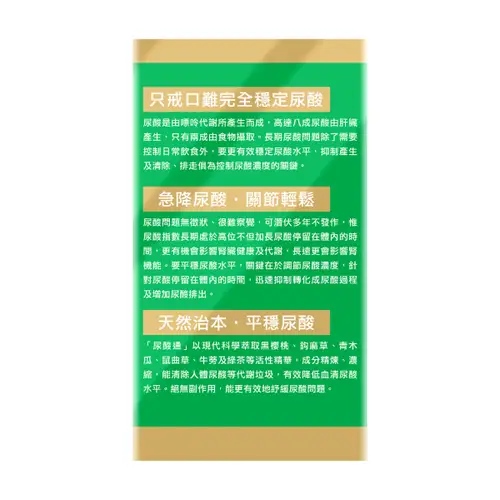 只戒口難完全穩定尿酸
尿酸是由嘌呤代謝所產生而成，高達八成尿酸由肝臟
產生，只有兩成由食物攝取。長期尿酸問題除了需要
控制日常飲食外，要更有效穩定尿酸水平，抑制產生
及清除、排走俱為控制尿酸濃度的關鍵。
急降尿酸，關節輕鬆
尿酸問題無徵狀、很難察覺，可潛伏多年不發作，惟
尿酸指數長期處於高位不但加長尿酸停留在體內的時
間，更有機會影響腎臟健康及代謝，長遠更會影響腎
機能。要平穩尿酸水平，關鍵在於調節尿酸濃度，針
對尿酸停留在體內的時間，迅速抑制轉化成尿酸過程
及增加尿酸排出。
天然治本，平穩尿酸
「尿酸通」以現代科學萃取黑櫻桃、鈎麻草、青木
瓜、鼠曲草、牛蒡及綠茶等活性精華，成分精煉、濃
縮，能清除人體尿酸等代謝垃圾，有效降低血清尿酸
水平。絕無副作用，能更有效地紓緩尿酸問題。